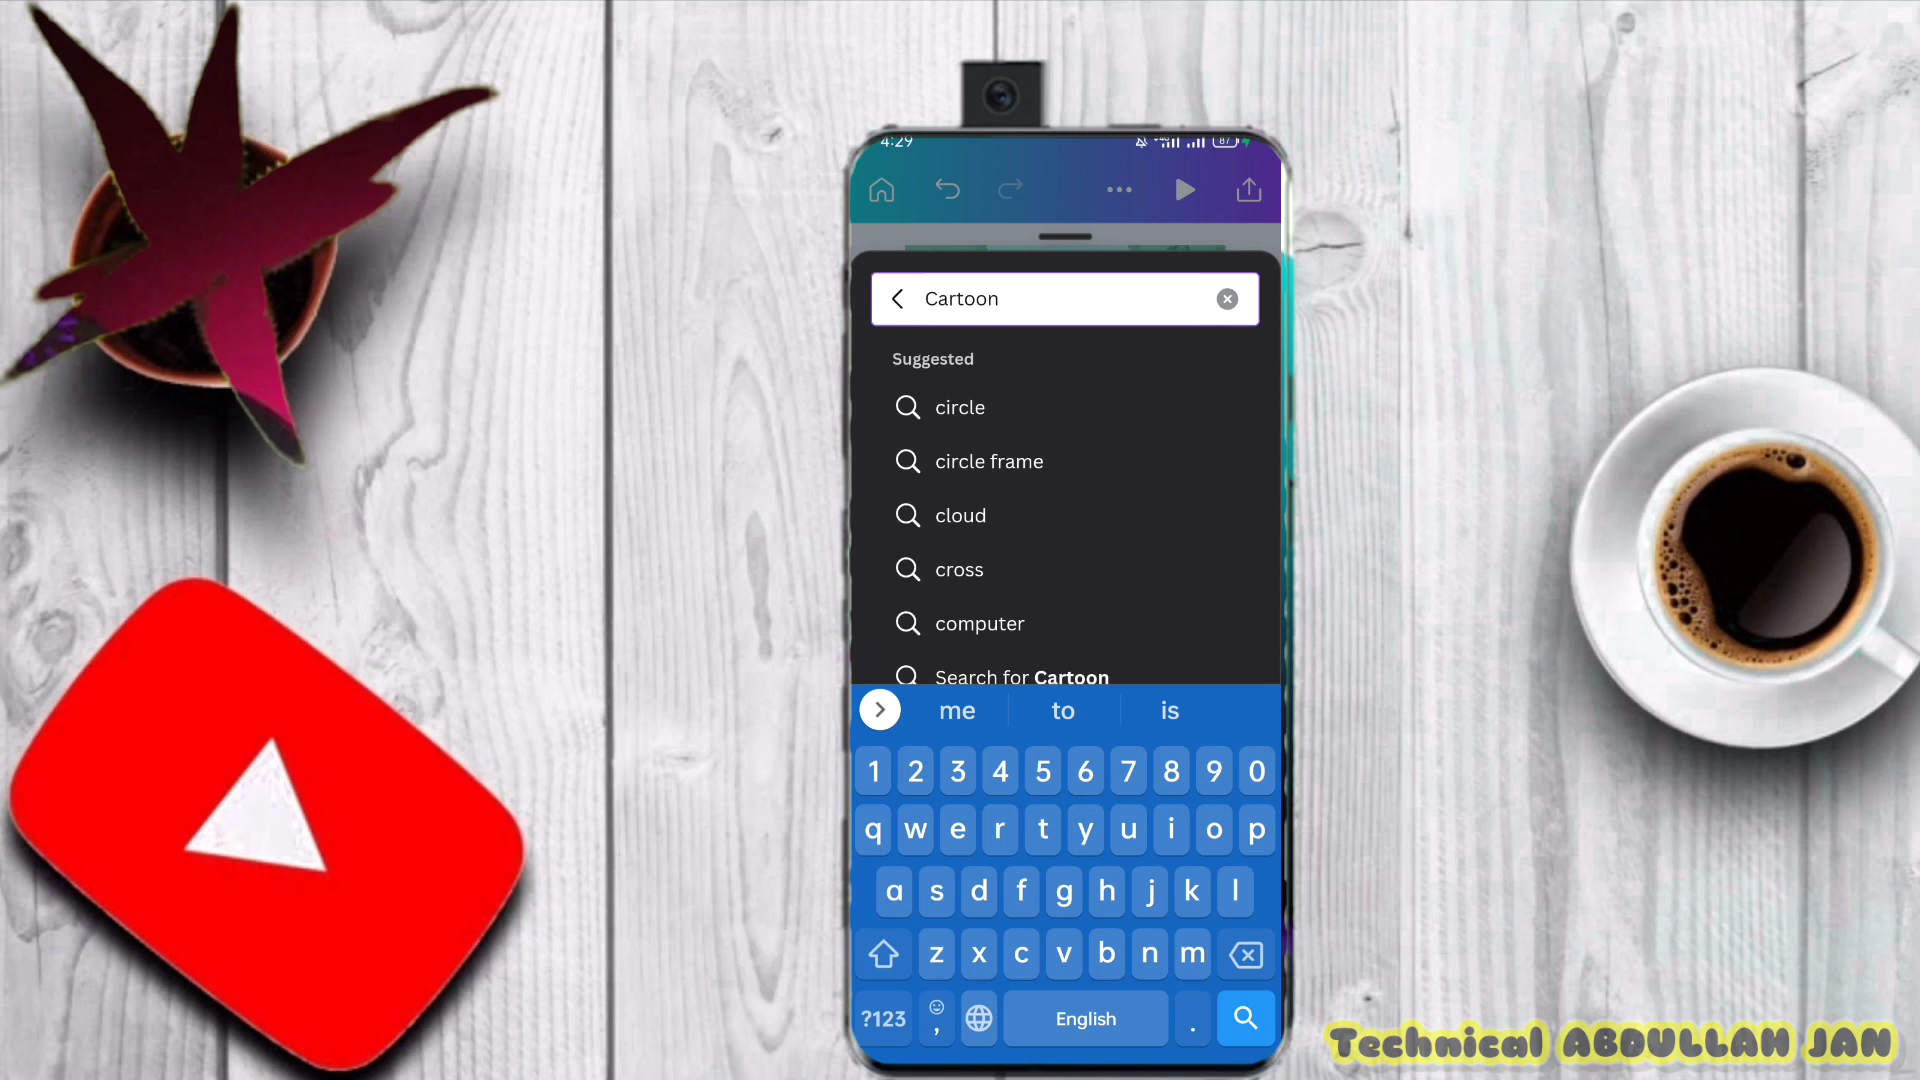 4:29
87
Cartoon
Suggested
circle
circle frame
cloud
cross
computer
Search for Cartoon
me to is
1 2 3 4 5 6 7 8 9 0
q w e r t y u i o p
a s d f g h j k l
z x c v b n m
?123 , English .
Technical ABDULLAH JAN